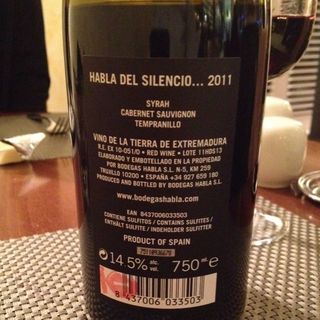 HABLA DEL SILENCIO... 2011
SYRAH
CABERNET SAUVIGNON
TEMPRANILLO
VINO DE LA TIERRA DE EXTREMADURA
R.E. EX 10-051/0 • RED WINE • LOTE 11HDS13
ELABORADO Y EMBOTELLADO EN LA PROPIEDAD
POR BODEGAS HABLA S.L. N-5, KM 259
TRUJILLO 10200 - ESPAÑA +34 927 659 180
PRODUCED AND BOTTLED BY BODEGAS HABLA S.L.
www.bodegashabla.com
EAN 8437006033503
CONTIENE SULFITOS / CONTAINS SULFITES /
ENTHÄLT SULFITE / INDEHOLDER SULFITTER
PRODUCT OF SPAIN
14.5% alc. vol. 750 ml e
8 437006 033503